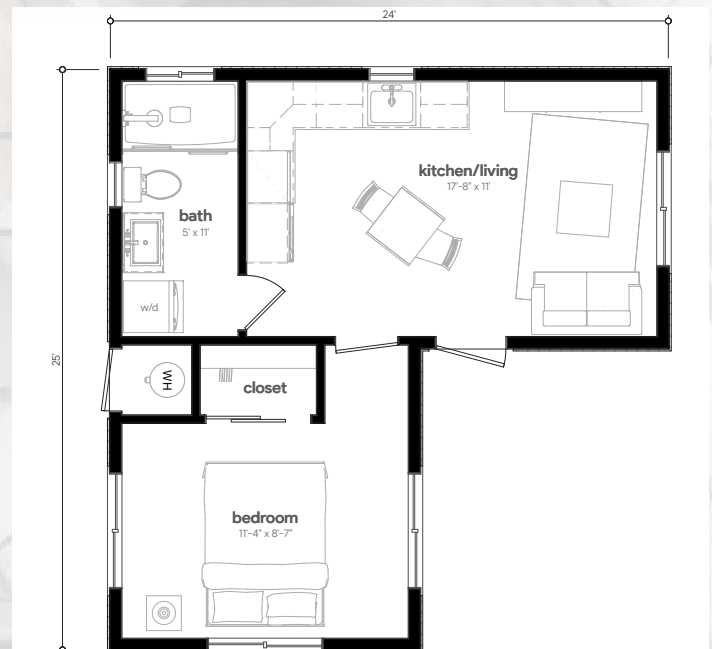 24'
kitchen/living
17'-8" x 11'
bath
5' x 11'
w/d
25'
WH
closet
bedroom
11'-4" x 8'-7"